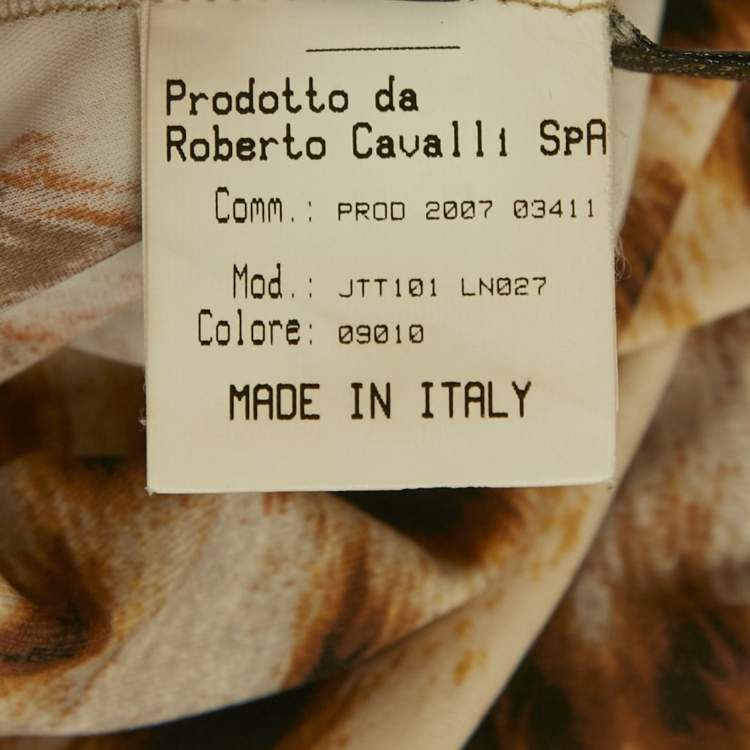 Prodotto da
Roberto Cavalli SpA
Comm.: PROD 2007 03411
Mod.: JTT101 LN027
Colore: 09010
MADE IN ITALY